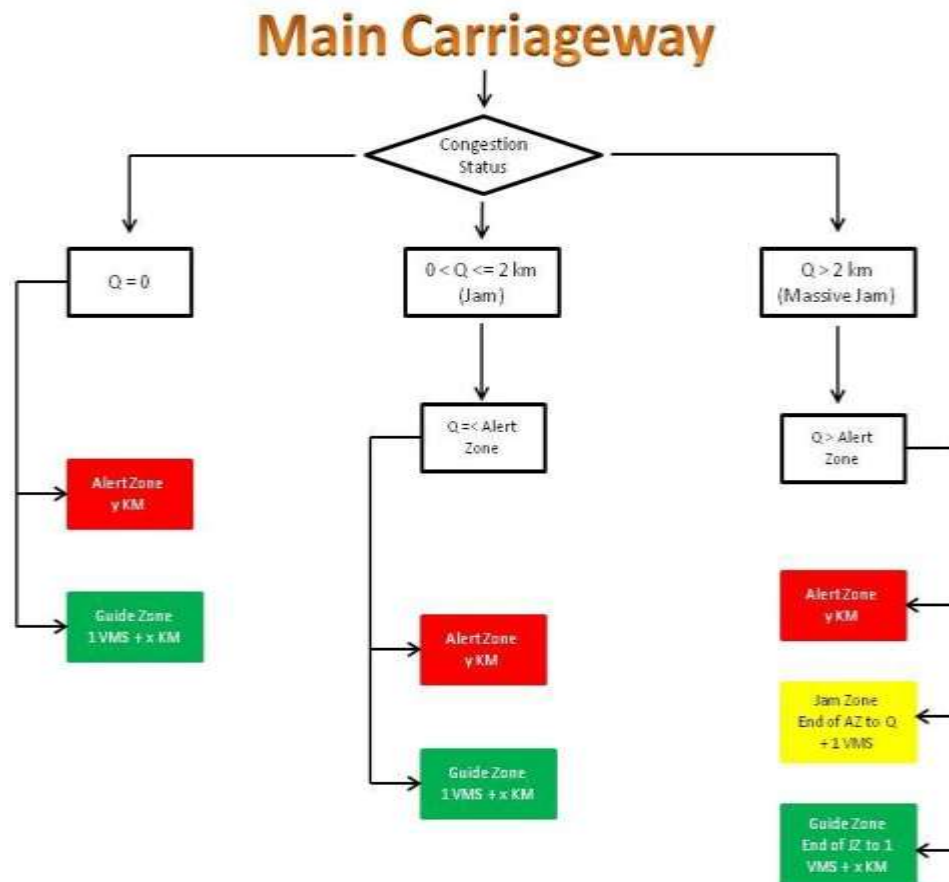 Main Carriageway
Congestion
Status
Q = 0
0 < Q <= 2 km
(Jam)
Q > 2 km
(Massive Jam)
Q =< Alert
Zone
Q > Alert
Zone
Alert Zone
y KM
Guide Zone
1 VMS + x KM
Alert Zone
y KM
Guide Zone
1 VMS + x KM
Alert Zone
y KM
Jam Zone
End of AZ to Q
+ 1 VMS
Guide Zone
End of JZ to 1
VMS + x KM